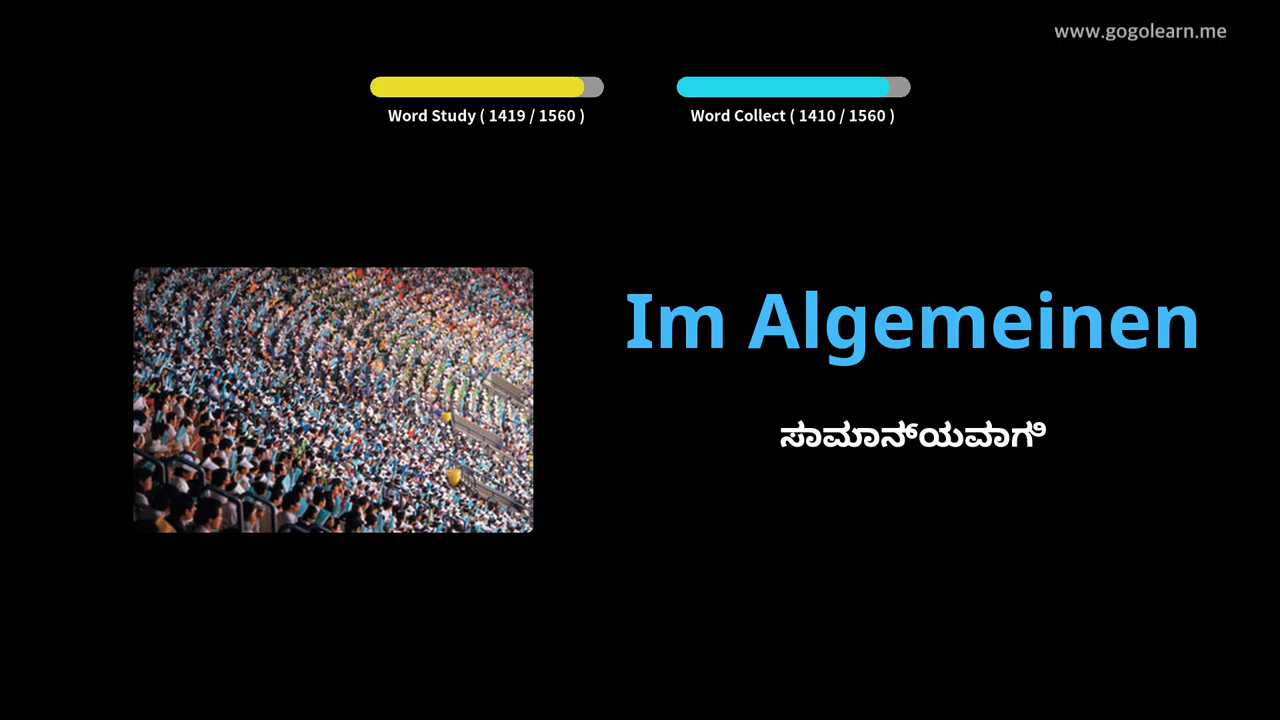 www.gogolearn.me
Word Study ( 1419 / 1560 )
Word Collect ( 1410 / 1560 )
Im Algemeinen
ಸಾಮಾನ್ಯವಾಗಿ